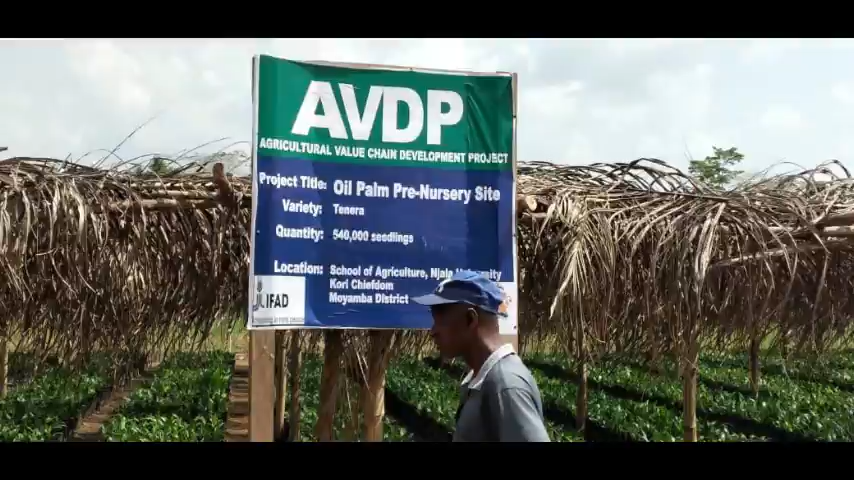 AVDP
AGRICULTURAL VALUE CHAIN DEVELOPMENT PROJECT
Project Title: Oil Palm Pre-Nursery Site
Variety: Tenera
Quantity: 540,000 seedlings
Location: School of Agriculture, Njala University
Kori Chiefdom
Moyamba District
IFAD